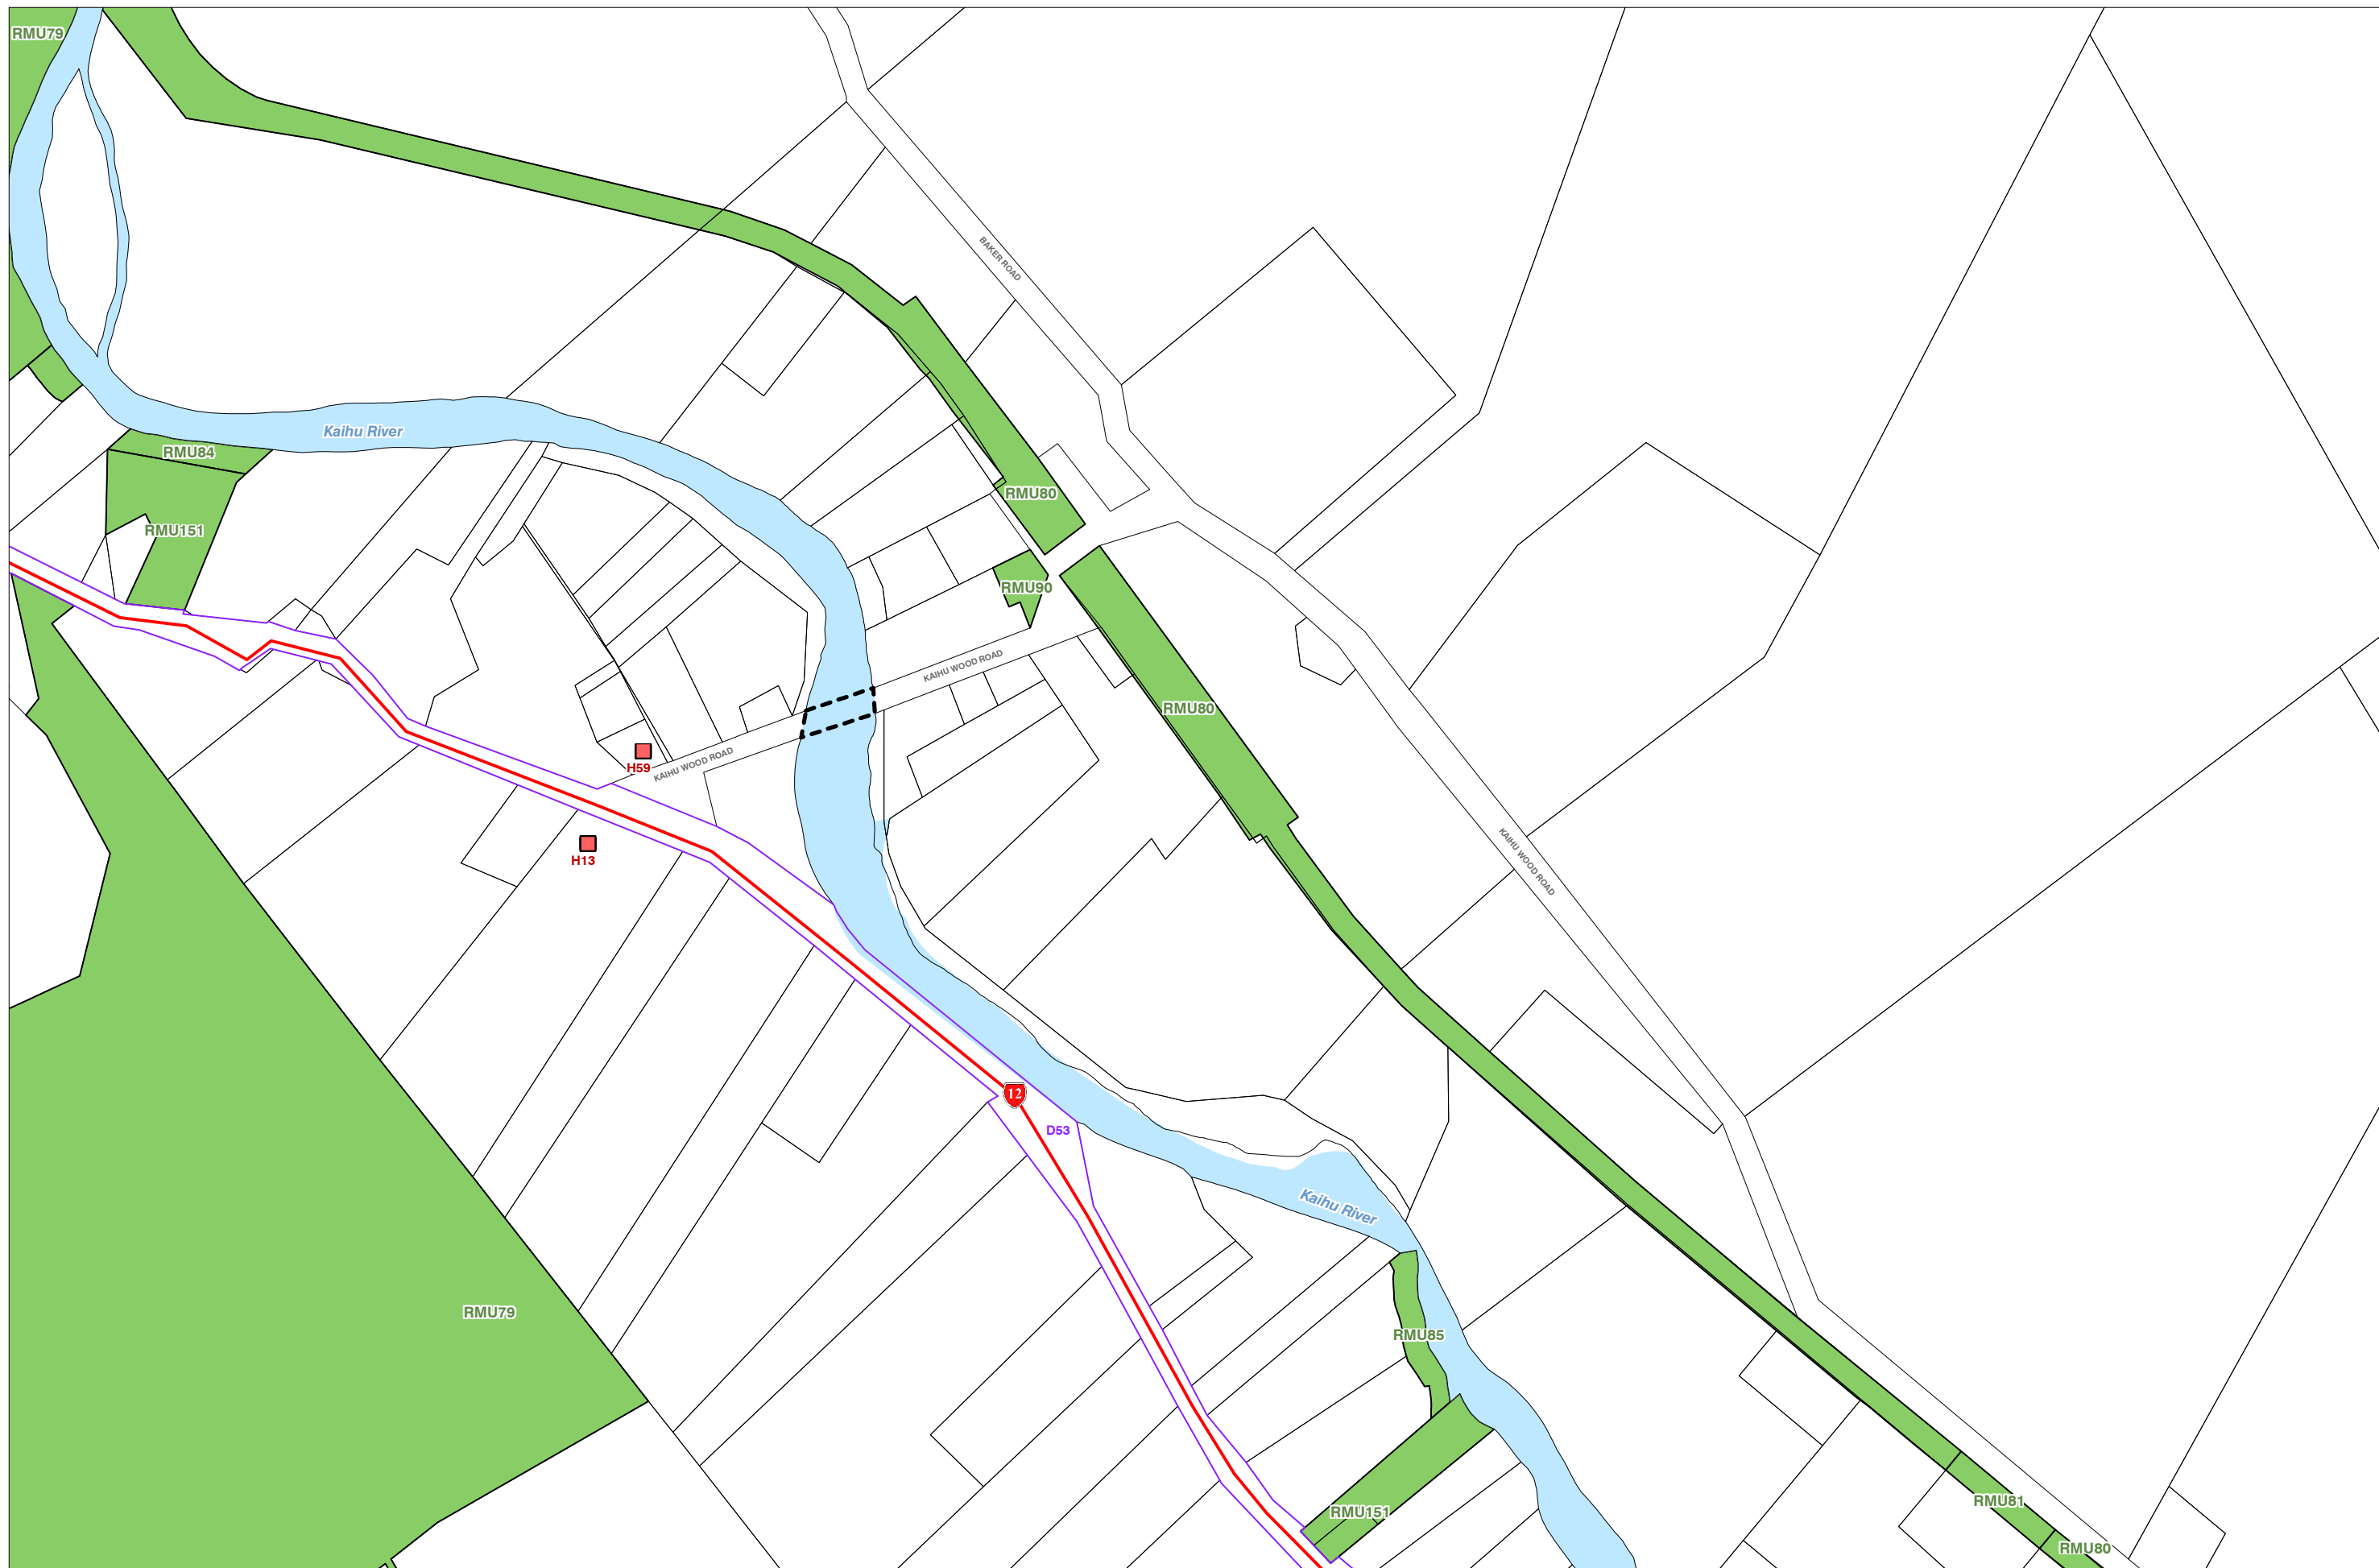 RMU79
BAKER ROAD
Kaihu River
RMU84
RMU80
RMU151
RMU90
KAIHU WOOD ROAD
RMU80
KAIHU WOOD ROAD
H59
H13
KAIHU WOOD ROAD
12
D53
Kaihu River
RMU79
RMU85
RMU81
RMU151
RMU80